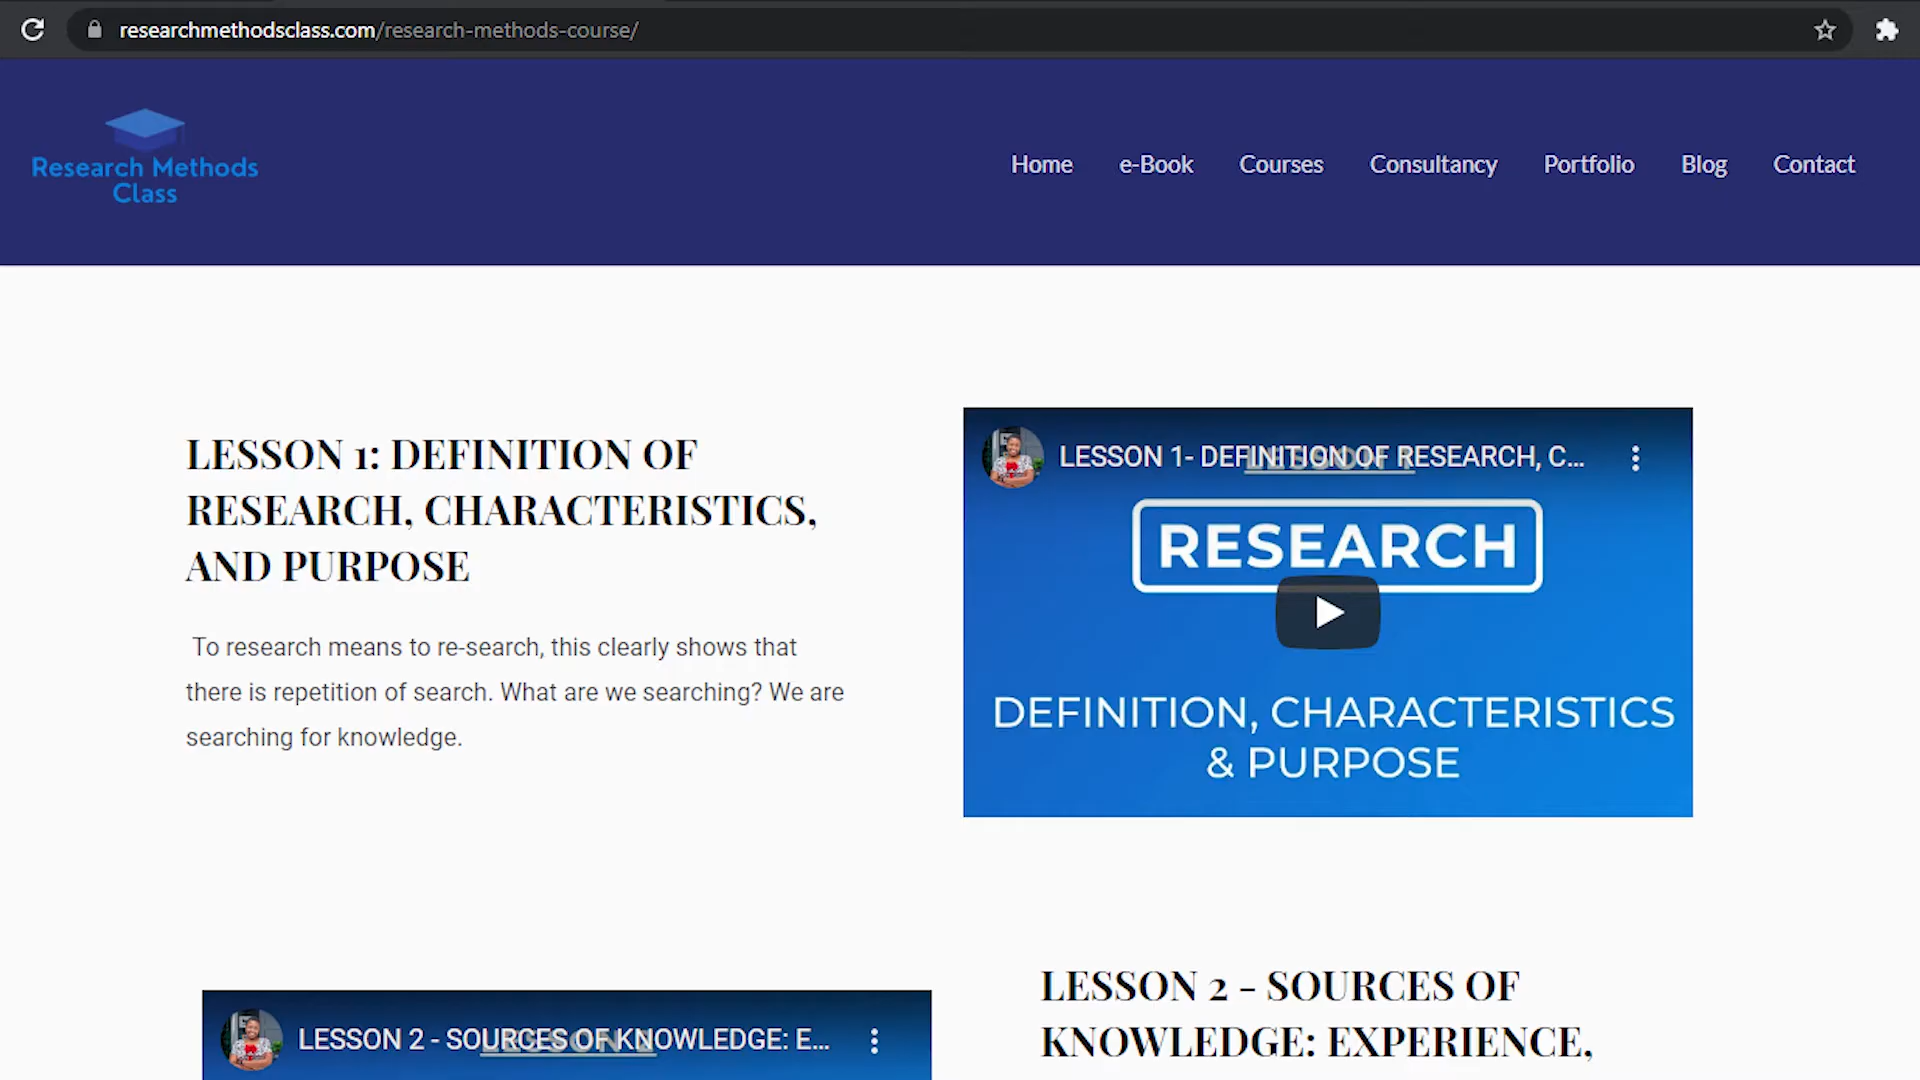 researchmethodsclass.com/research-methods-course/
Research Methods
Class
Home e-Book Courses Consultancy Portfolio Blog Contact
LESSON 1: DEFINITION OF
RESEARCH, CHARACTERISTICS,
AND PURPOSE
To research means to re-search, this clearly shows that
there is repetition of search. What are we searching? We are
searching for knowledge.
LESSON 1- DEFINITION OF RESEARCH, C...
RESEARCH
DEFINITION, CHARACTERISTICS
& PURPOSE
LESSON 2 - SOURCES OF KNOWLEDGE: E...
LESSON 2 - SOURCES OF
KNOWLEDGE: EXPERIENCE,